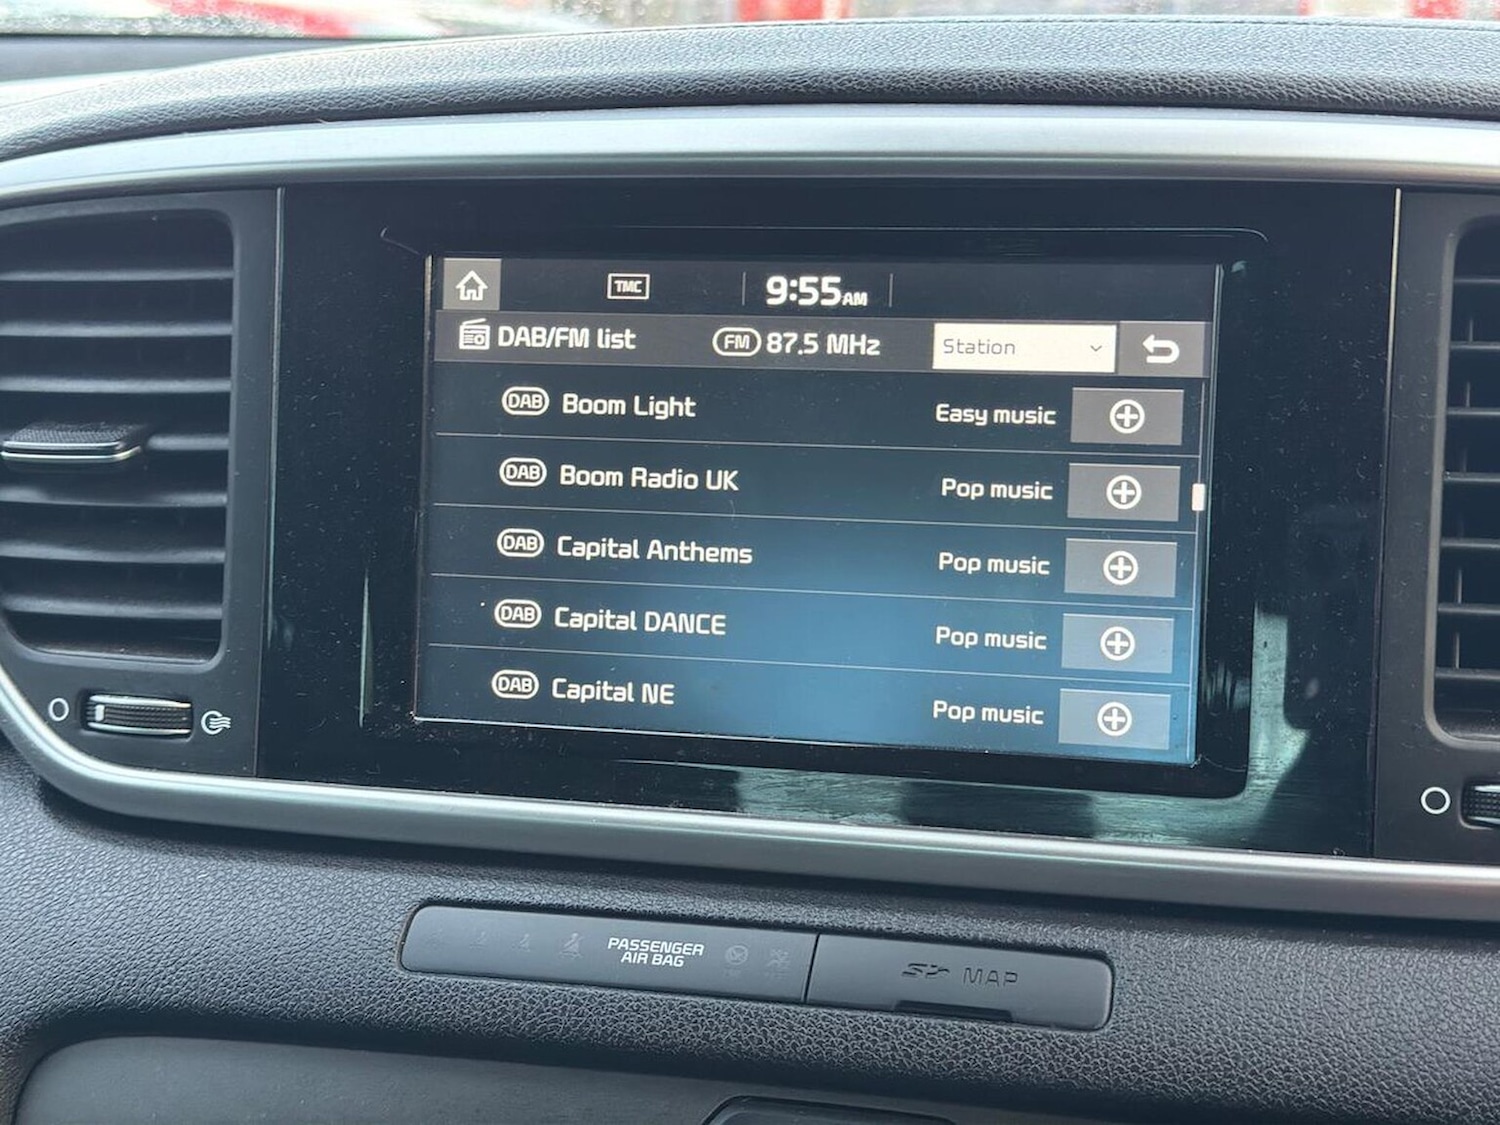 TMC
9:55AM
DAB/FM list
FM 87.5 MHz
Station
DAB Boom Light Easy music
DAB Boom Radio UK Pop music
DAB Capital Anthems Pop music
DAB Capital DANCE Pop music
DAB Capital NE Pop music
PASSENGER
AIR BAG
SD MAP